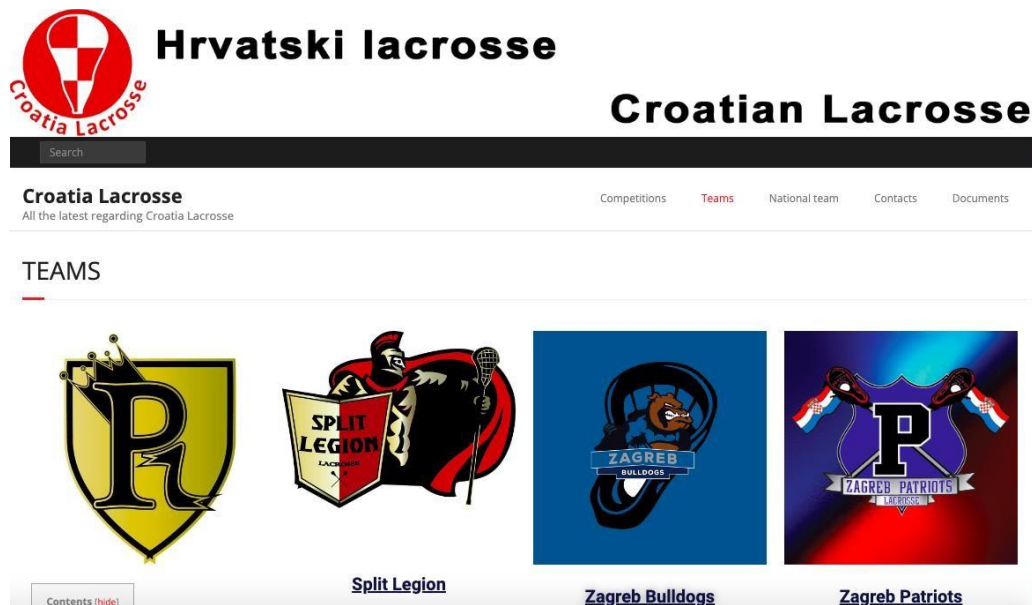 Hrvatski lacrosse
Croatian Lacrosse
Croatia Lacrosse
Search
Croatia Lacrosse
All the latest regarding Croatia Lacrosse
Competitions Teams National team Contacts Documents
TEAMS
R
SPLIT
LEGION
LACROSSE
ZAGREB
BULLDOGS
P
ZAGREB PATRIOTS
LACROSSE
Contents [hide]
Split Legion
Zagreb Bulldogs
Zagreb Patriots